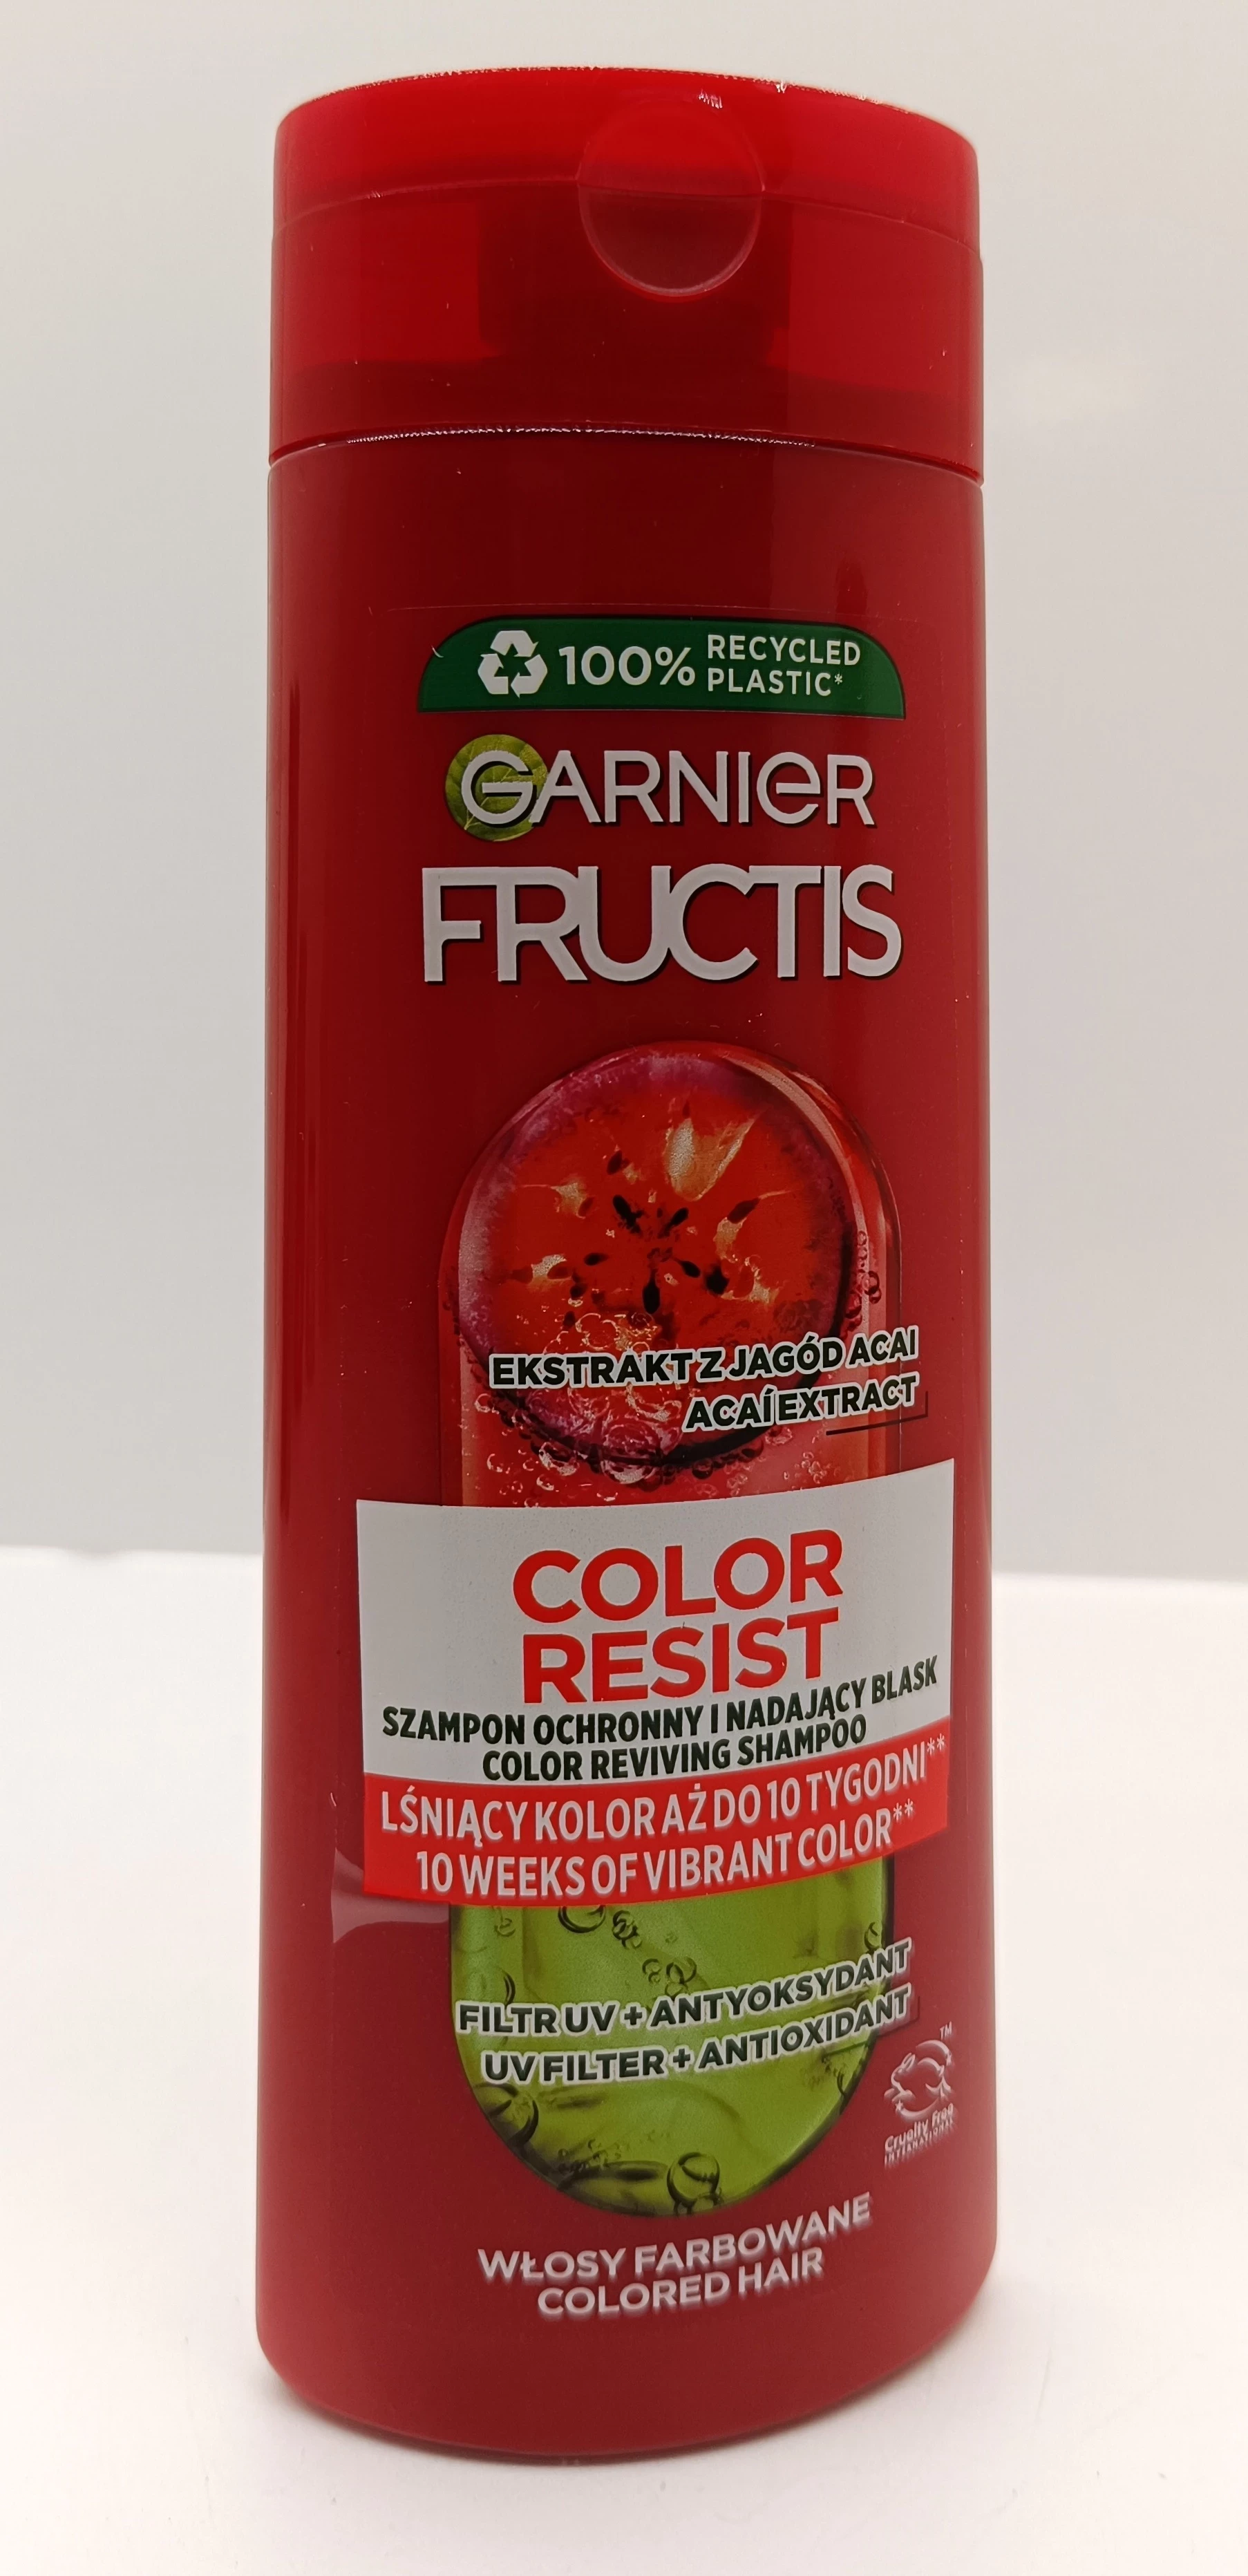 100% RECYCLED
PLASTIC*
GARNIER
FRUCTIS
EKSTRAKT Z JAGÓD ACAI
ACAÍ EXTRACT
COLOR
RESIST
SZAMPON OCHRONNY I NADAJĄCY BLASK
COLOR REVIVING SHAMPOO
LŚNIĄCY KOLOR AŻ DO 10 TYGODNI**
10 WEEKS OF VIBRANT COLOR**
FILTR UV + ANTYOKSYDANT
UV FILTER + ANTIOXIDANT
TM
Cruelty Free
INTERNATIONAL
WŁOSY FARBOWANE
COLORED HAIR